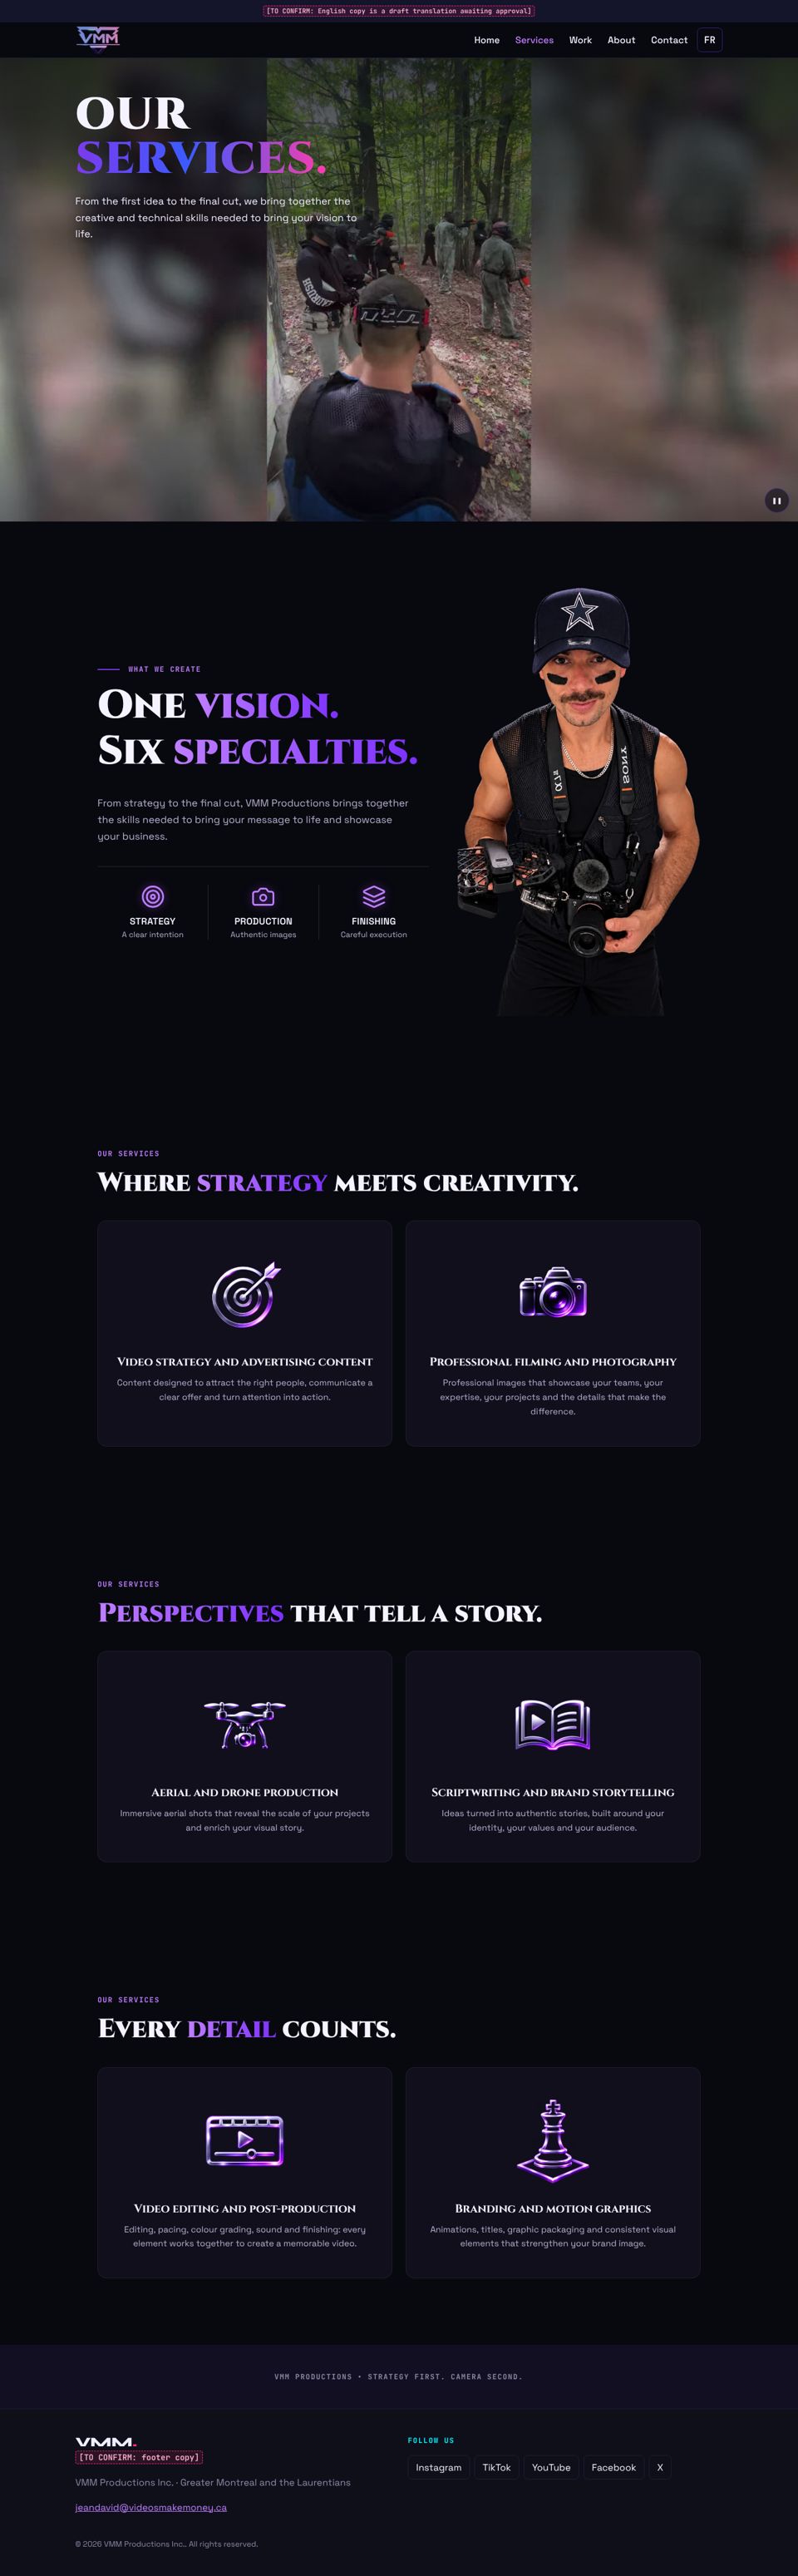 [TO CONFIRM: English copy is a draft translation awaiting approval]
VMM
Home
Services
Work
About
Contact
FR
OUR
SERVICES.
From the first idea to the final cut, we bring together the
creative and technical skills needed to bring your vision to
life.
WHAT WE CREATE
One vision.
Six specialties.
From strategy to the final cut, VMM Productions brings together
the skills needed to bring your message to life and showcase
your business.
SONY
STRATEGY
A clear intention
PRODUCTION
Authentic images
FINISHING
Careful execution
OUR SERVICES
Where strategy meets creativity.
Video strategy and advertising content
Content designed to attract the right people, communicate a
clear offer and turn attention into action.
Professional filming and photography
Professional images that showcase your teams, your
expertise, your projects and the details that make the
difference.
OUR SERVICES
Perspectives that tell a story.
Aerial and drone production
Immersive aerial shots that reveal the scale of your projects
and enrich your visual story.
Scriptwriting and brand storytelling
Ideas turned into authentic stories, built around your
identity, your values and your audience.
OUR SERVICES
Every detail counts.
Video editing and post-production
Editing, pacing, colour grading, sound and finishing: every
element works together to create a memorable video.
Branding and motion graphics
Animations, titles, graphic packaging and consistent visual
elements that strengthen your brand image.
VMM PRODUCTIONS • STRATEGY FIRST. CAMERA SECOND.
VMM.
[TO CONFIRM: footer copy]
VMM Productions Inc. · Greater Montreal and the Laurentians
jeandavid@videosmakemoney.ca
FOLLOW US
Instagram
TikTok
YouTube
Facebook
X
© 2026 VMM Productions Inc.. All rights reserved.